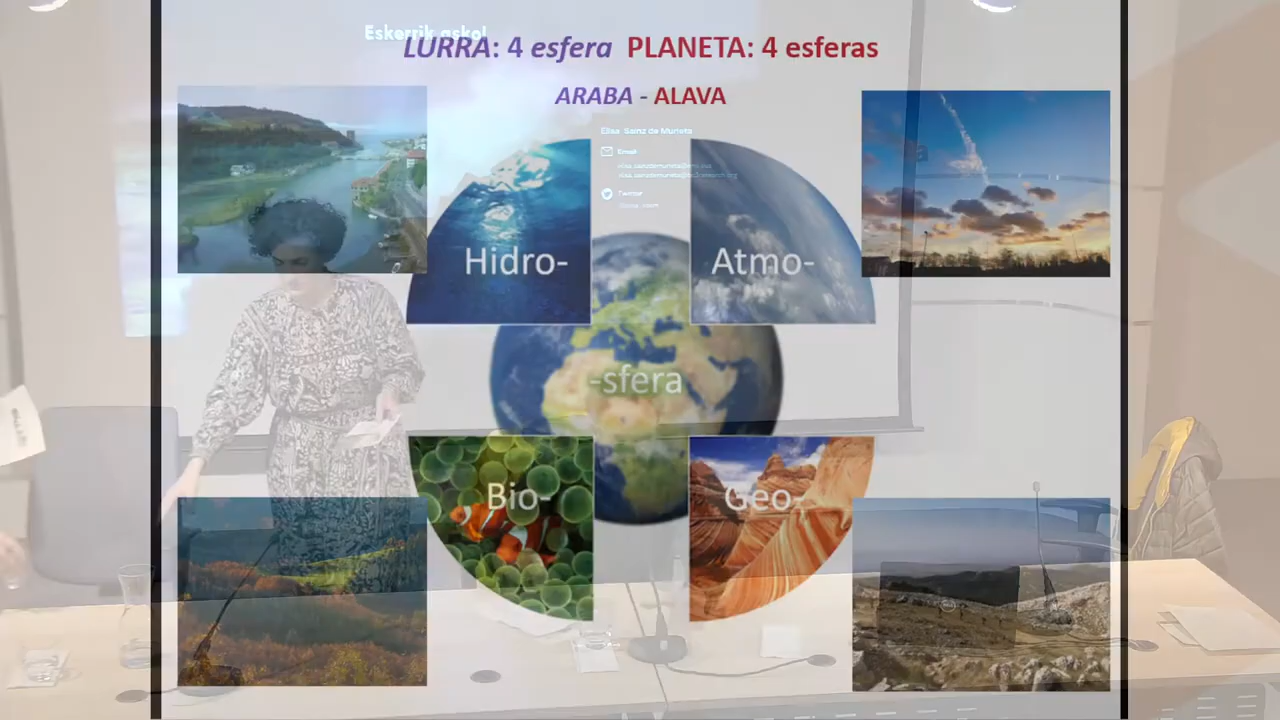 Eskerrik asko!
LURRA: 4 esfera PLANETA: 4 esferas
ARABA - ALAVA
Elisa Sainz de Murieta
Email
Twitter
Hidro-
Atmo-
-sfera
Bio-
Geo-